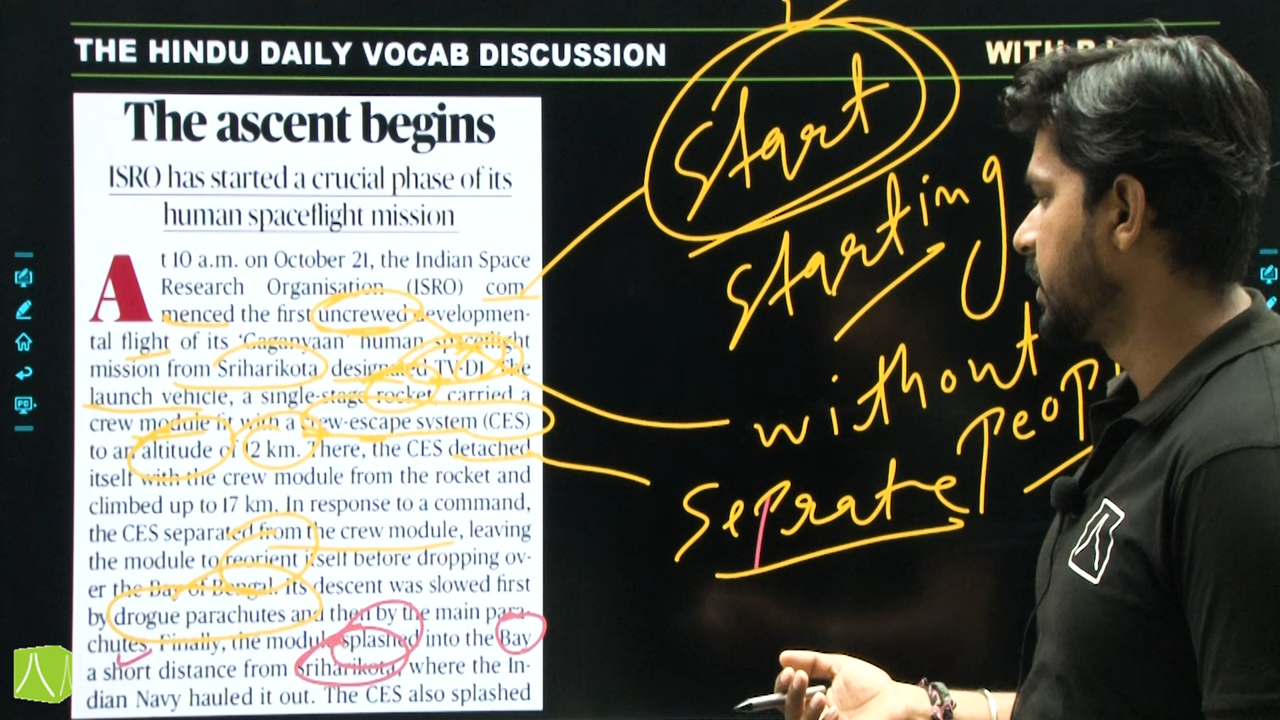 THE HINDU DAILY VOCAB DISCUSSION
The ascent begins
ISRO has started a crucial phase of its
human spaceflight mission
At 10 a.m. on October 21, the Indian Space
Research Organisation (ISRO) com-
menced the first uncrewed developmen-
tal flight of its 'Gaganyaan' human spaceflight
mission from Sriharikota designated TV-D1. The
launch vehicle, a single-stage rocket, carried a
crew module fit with a crew-escape system (CES)
to an altitude of 12 km. There, the CES detached
itself with the crew module from the rocket and
climbed up to 17 km. In response to a command,
the CES separated from the crew module, leaving
the module to reorient itself before dropping ov-
er the Bay of Bengal. Its descent was slowed first
by drogue parachutes and then by the main para-
chutes. Finally, the module splashed into the Bay
a short distance from Sriharikota, where the In-
dian Navy hauled it out. The CES also splashed
start
starting
without
People
Seprate